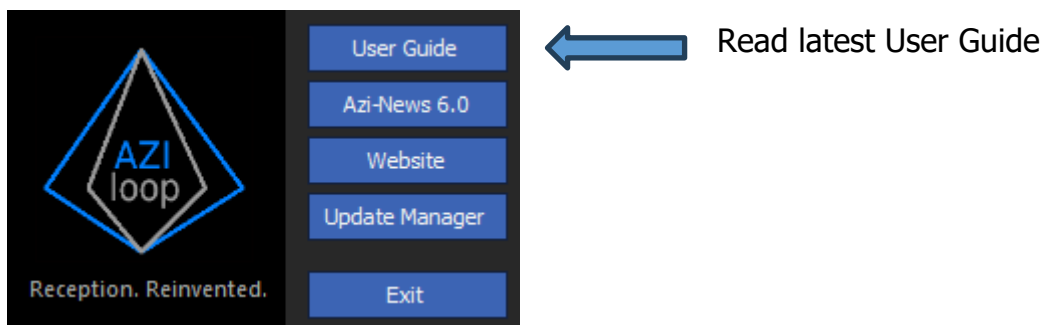 User Guide
Read latest User Guide
Azi-News 6.0
AZI
loop
Website
Update Manager
Reception. Reinvented.
Exit